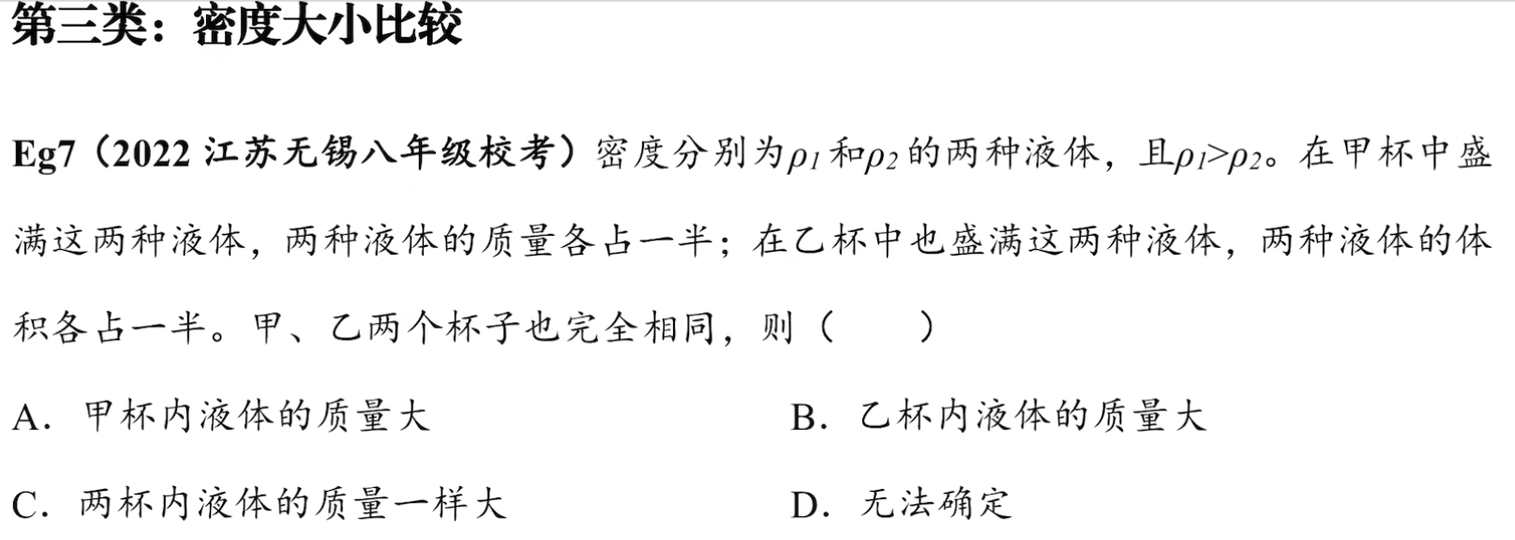 第三类：密度大小比较
Eg7（2022 江苏无锡八年级校考）密度分别为ρ1和ρ2的两种液体，且ρ1>ρ2。在甲杯中盛
满这两种液体，两种液体的质量各占一半；在乙杯中也盛满这两种液体，两种液体的体
积各占一半。甲、乙两个杯子也完全相同，则（　　）
A．甲杯内液体的质量大 B．乙杯内液体的质量大
C．两杯内液体的质量一样大 D．无法确定